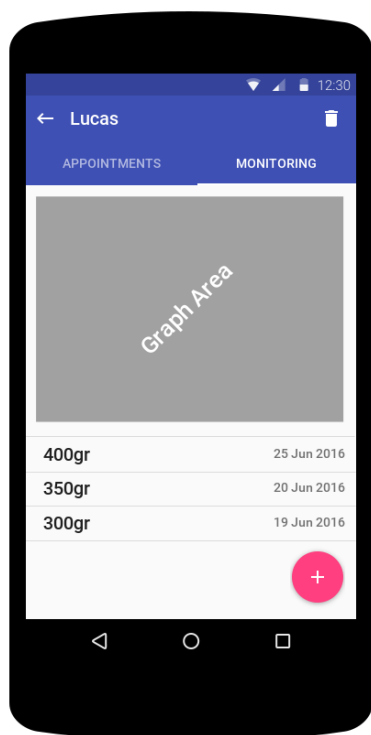 12:30
Lucas
APPOINTMENTS MONITORING
Graph Area
400gr 25 Jun 2016
350gr 20 Jun 2016
300gr 19 Jun 2016